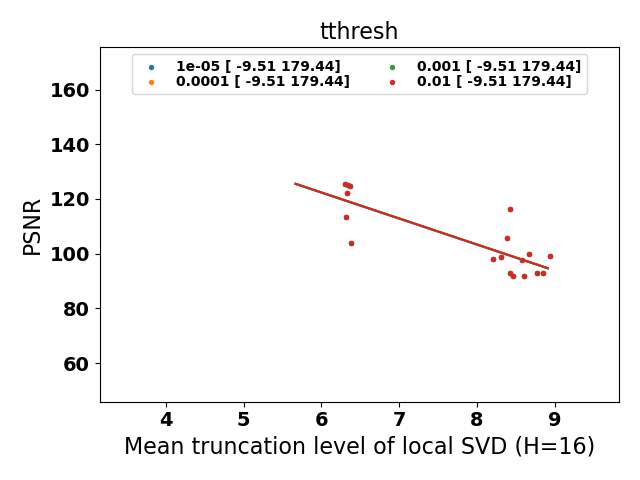 tthresh
1e-05 [ -9.51 179.44]
0.0001 [ -9.51 179.44]
0.001 [ -9.51 179.44]
0.01 [ -9.51 179.44]
PSNR
160
140
120
100
80
60
4 5 6 7 8 9
Mean truncation level of local SVD (H=16)